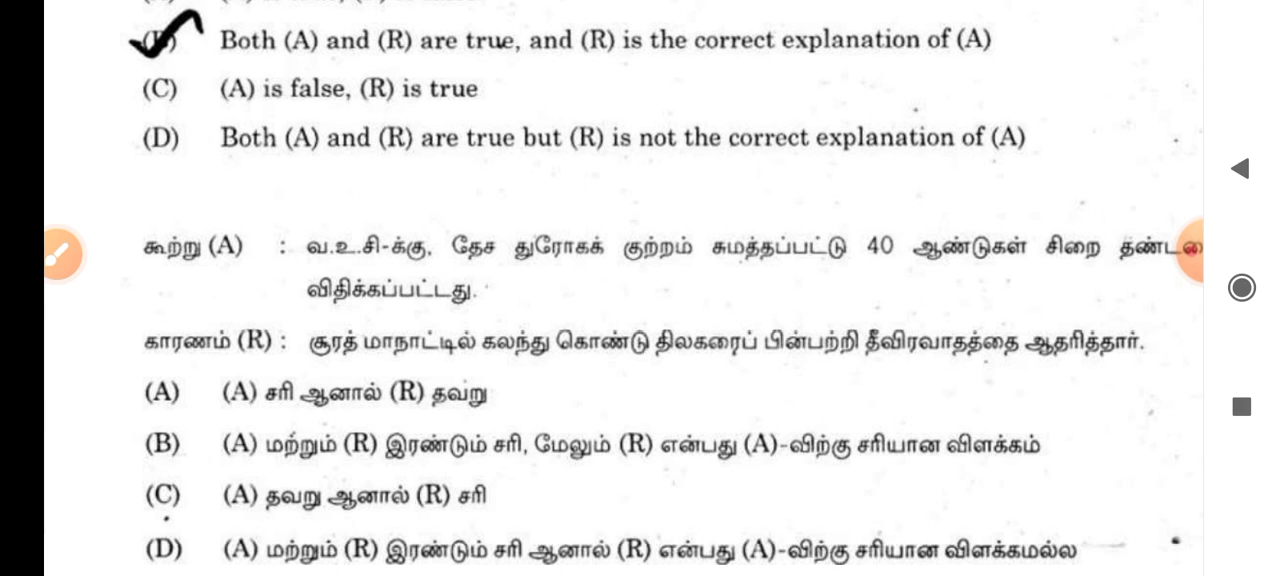 (B) Both (A) and (R) are true, and (R) is the correct explanation of (A)
(C) (A) is false, (R) is true
(D) Both (A) and (R) are true but (R) is not the correct explanation of (A)
கூற்று (A) : வ.உ.சி-க்கு, தேச துரோகக் குற்றம் சுமத்தப்பட்டு 40 ஆண்டுகள் சிறை
விதிக்கப்பட்டது.
காரணம் (R) : சூரத் மாநாட்டில் கலந்து கொண்டு திலகரைப் பின்பற்றி தீவிரவாதத்தை ஆதரித்தார்.
(A) (A) சரி ஆனால் (R) தவறு
(B) (A) மற்றும் (R) இரண்டும் சரி, மேலும் (R) என்பது (A)-விற்கு சரியான விளக்கம்
(C) (A) தவறு ஆனால் (R) சரி
(D) (A) மற்றும் (R) இரண்டும் சரி ஆனால் (R) என்பது (A)-விற்கு சரியான விளக்கமல்ல